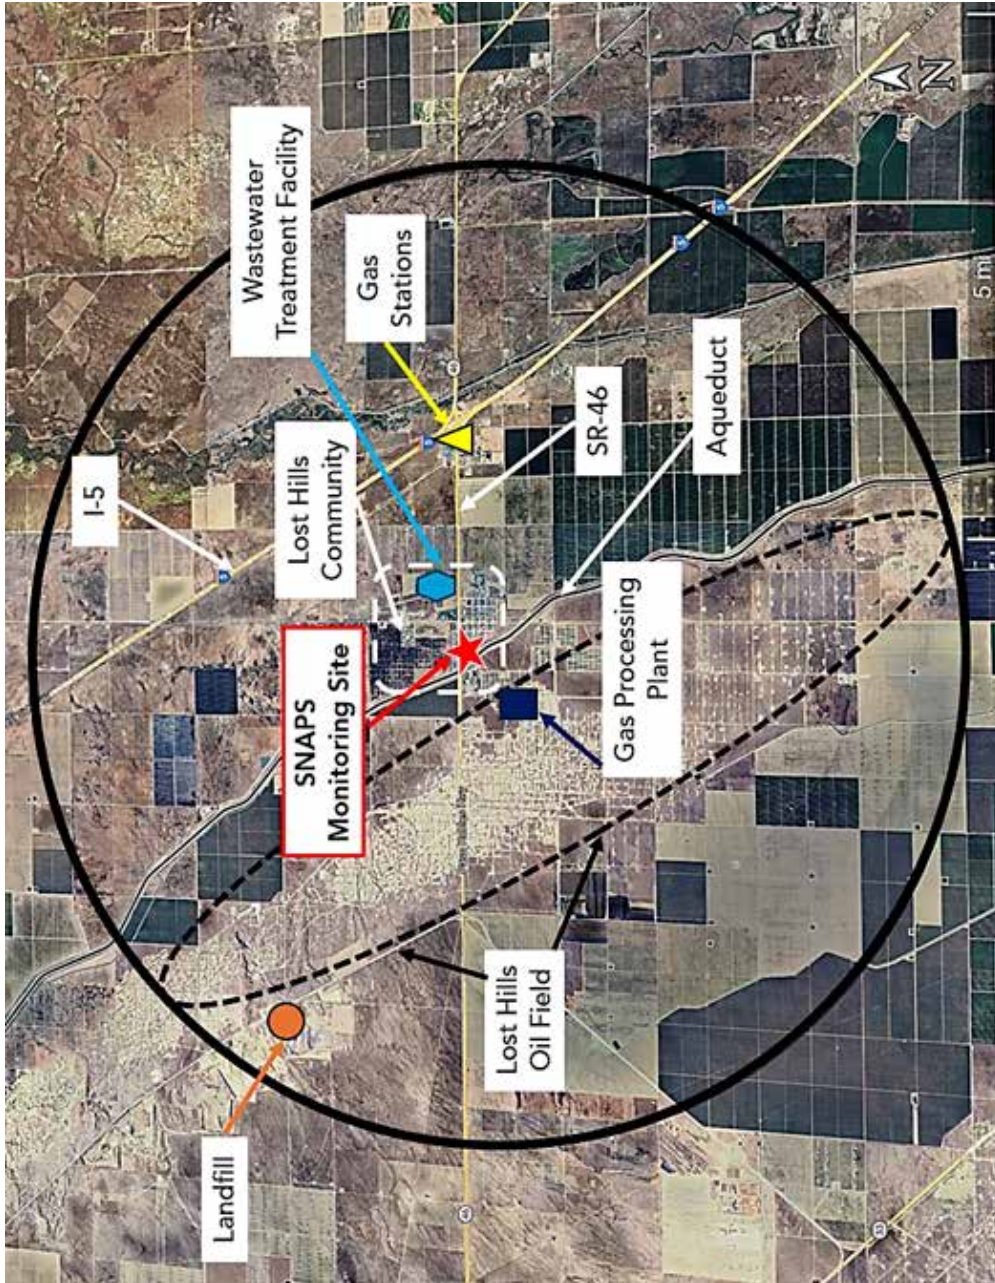 I-5
Landfill
SNAPS
Monitoring Site
Lost Hills
Community
Wastewater
Treatment Facility
Gas
Stations
Lost Hills
Oil Field
SR-46
Gas Processing
Plant
Aqueduct
N
5 mi